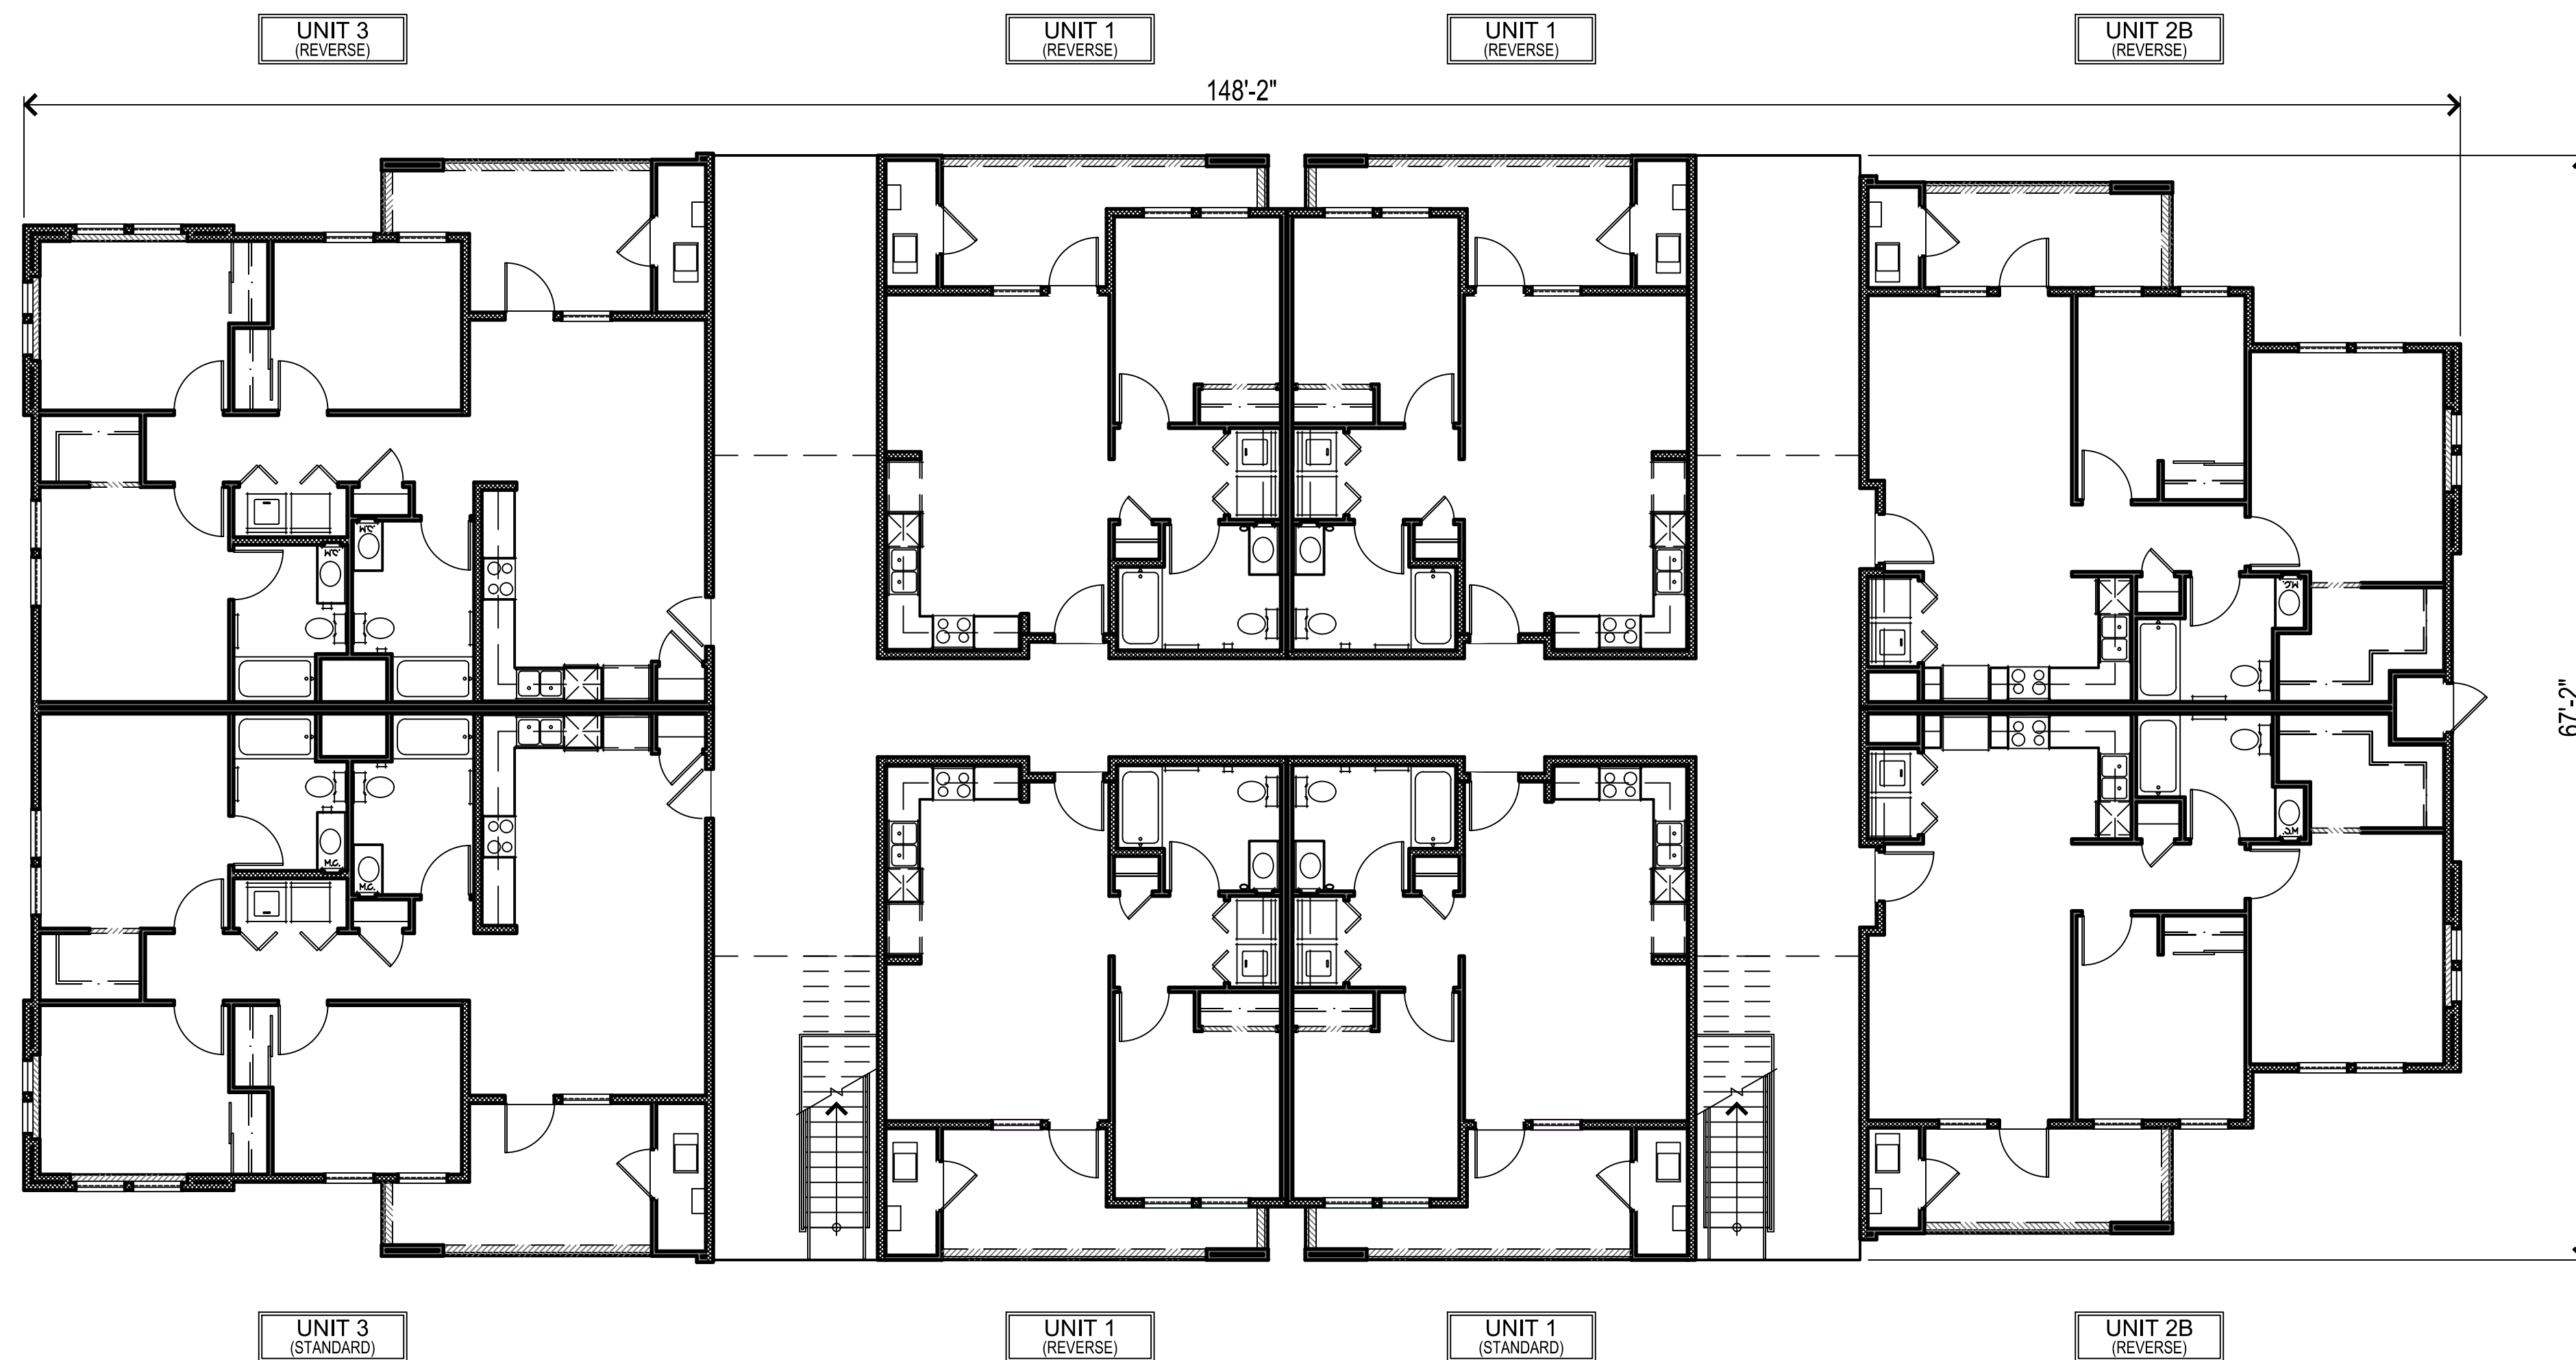 UNIT 3
(REVERSE)
UNIT 1
(REVERSE)
UNIT 1
(REVERSE)
UNIT 2B
(REVERSE)
148'-2"
67'-2"
M.C.
M.C.
M.C.
M.C.
M.C.
M.C.
UNIT 3
(STANDARD)
UNIT 1
(REVERSE)
UNIT 1
(STANDARD)
UNIT 2B
(REVERSE)